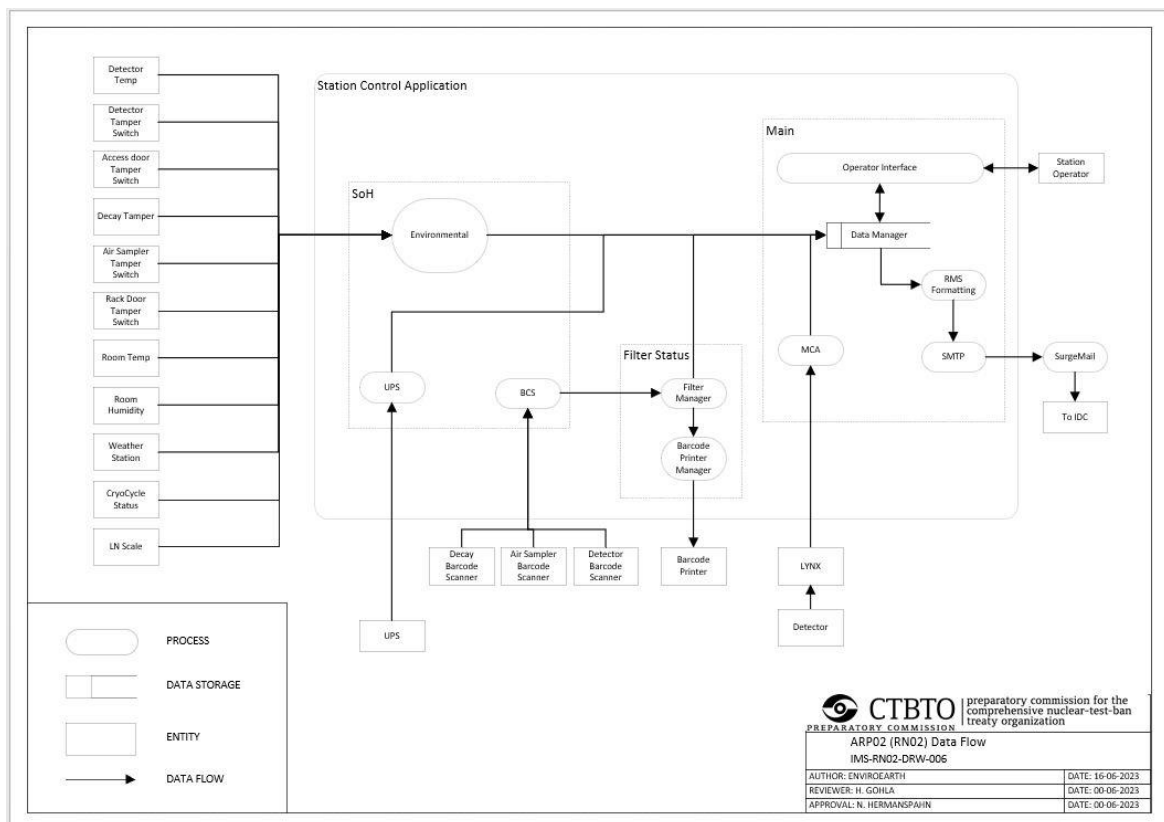 Detector
Temp
Detector
Tamper
Switch
Access door
Tamper
Switch
Decay Tamper
Air Sampler
Tamper
Switch
Rack Door
Tamper
Switch
Room Temp
Room
Humidity
Weather
Station
CryoCycle
Status
LN Scale
Station Control Application
SoH
Environmental
UPS
BCS
Filter Status
Filter
Manager
Barcode
Printer
Manager
Main
Operator Interface
Data Manager
RMS
Formatting
MCA
SMTP
Station
Operator
SurgeMail
To IDC
Decay
Barcode
Scanner
Air Sampler
Barcode
Scanner
Detector
Barcode
Scanner
Barcode
Printer
LYNX
UPS
Detector
PROCESS
DATA STORAGE
ENTITY
DATA FLOW
CTBTO
PREPARATORY COMMISSION
preparatory commission for the
comprehensive nuclear-test-ban
treaty organization
ARP02 (RN02) Data Flow
IMS-RN02-DRW-006
AUTHOR: ENVIROEARTH DATE: 16-06-2023
REVIEWER: H. GOHLA DATE: 00-06-2023
APPROVAL: N. HERMANSPAHN DATE: 00-06-2023